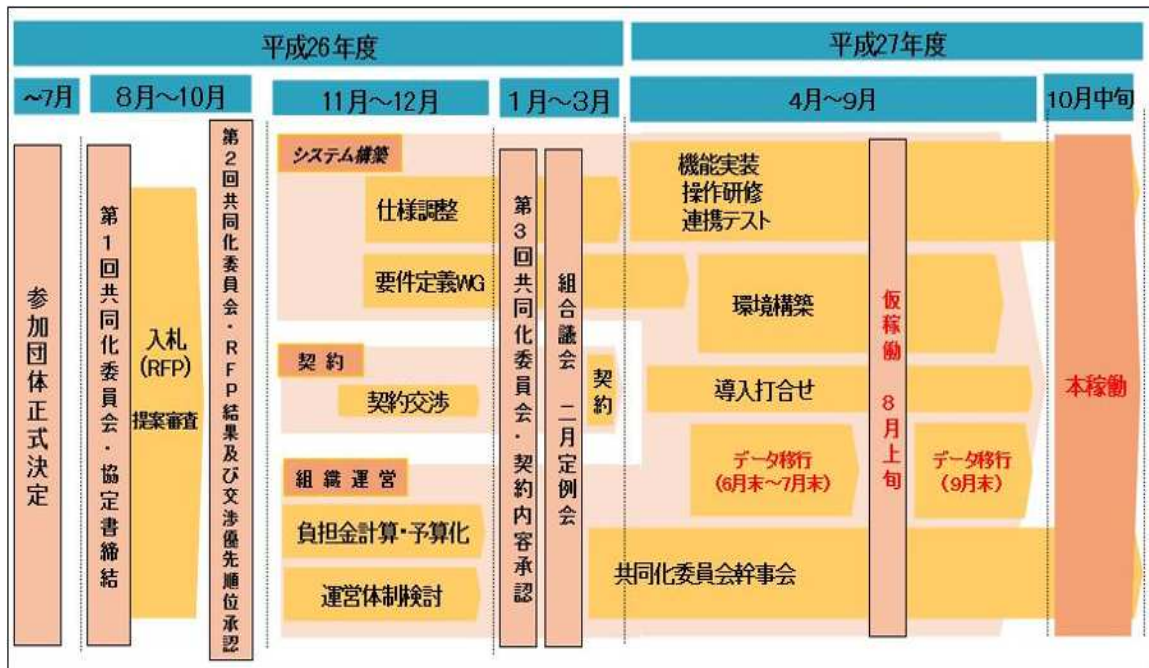 平成26年度
平成27年度
～7月
8月～10月
11月～12月
1月～3月
4月～9月
10月中旬
参加団体正式決定
第1回共同化委員会・協定書締結
入札
(RFP)
提案審査
第2回共同化委員会・RFP結果及び交渉優先順位承認
システム構築
仕様調整
要件定義WG
契約
契約交渉
組織運営
負担金計算・予算化
運営体制検討
第3回共同化委員会・契約内容承認
組合議会 二月定例会
契約
機能実装
操作研修
連携テスト
環境構築
導入打合せ
データ移行
(6月末～7月末)
共同化委員会幹事会
仮稼働 8月上旬
データ移行
(9月末)
本稼働